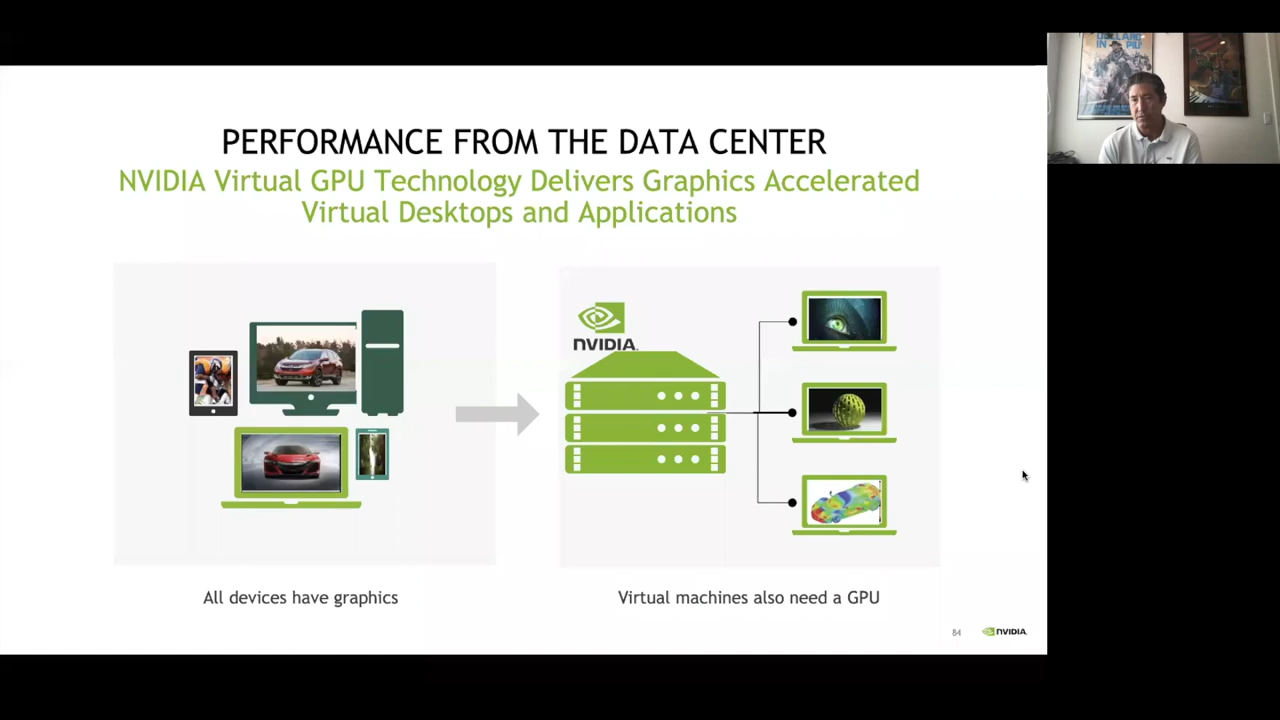 PERFORMANCE FROM THE DATA CENTER
NVIDIA Virtual GPU Technology Delivers Graphics Accelerated
Virtual Desktops and Applications
NVIDIA.
All devices have graphics
Virtual machines also need a GPU
84
NVIDIA.